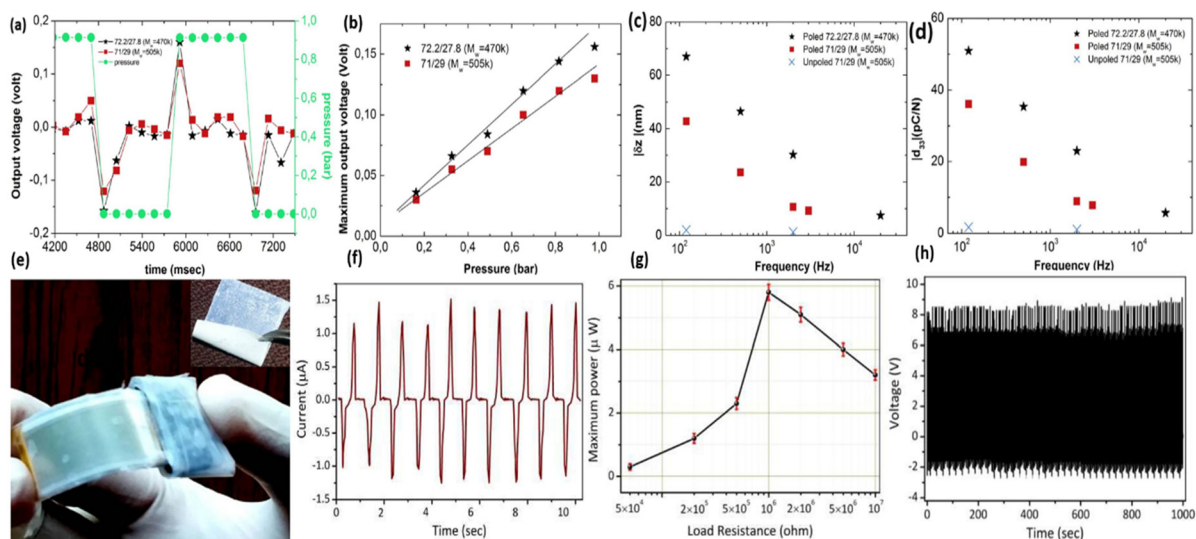 (a)
72.2/27.8 (Mw=470k)
71/29 (Mw=505k)
pressure
Output voltage (volt)
0,2
0,1
0,0
-0,1
-0,2
pressure (bar)
1,0
0,8
0,6
0,4
0,2
0,0
4200 4800 5400 6000 6600 7200
time (msec)
(b)
72.2/27.8 (Mw=470k)
71/29 (Mw=505k)
Maximum output voltage (Volt)
0,15
0,10
0,05
0,00
0,0 0,2 0,4 0,6 0,8 1,0
Pressure (bar)
(c)
Poled 72.2/27.8 (Mw=470k)
Poled 71/29 (Mw=505k)
Unpoled 71/29 (Mw=505k)
|δz |(nm)
80
60
40
20
0
10² 10³ 10⁴
Frequency (Hz)
(d)
Poled 72.2/27.8 (Mw=470k)
Poled 71/29 (Mw=505k)
Unpoled 71/29 (Mw=505k)
|d33|(pC/N)
60
40
20
0
10² 10³ 10⁴
Frequency (Hz)
(e)
(f)
Current (μA)
1.5
1.0
0.5
0.0
-0.5
-1.0
1.5
0 2 4 6 8 10
Time (sec)
(g)
Maximum power (μ W)
6
4
2
0
5×10⁴ 2×10⁵ 5×10⁵ 10⁶ 2×10⁶ 5×10⁶ 10⁷
Load Resistance (ohm)
(h)
Voltage (V)
10
8
6
4
2
0
-2
-4
0 200 400 600 800 1000
Time (sec)